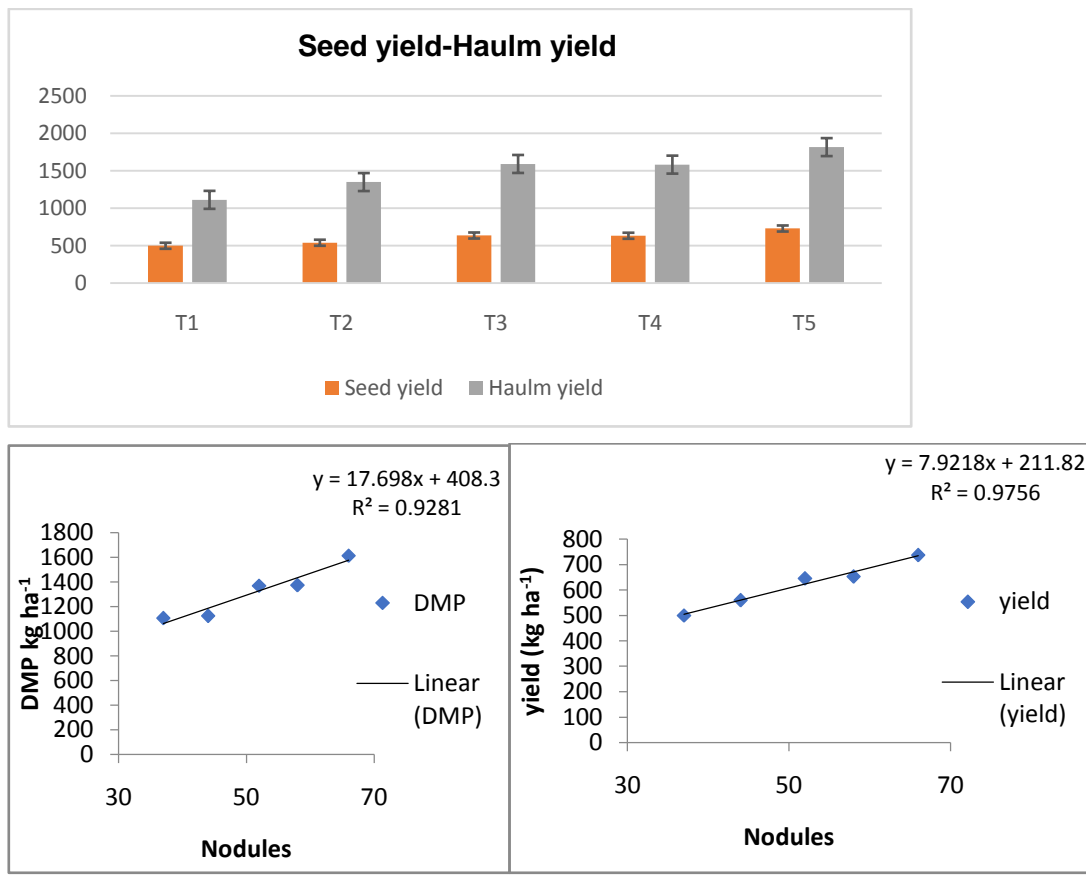 Seed yield-Haulm yield
2500
2000
1500
1000
500
0
T1 T2 T3 T4 T5
Seed yield Haulm yield
y = 17.698x + 408.3
R² = 0.9281
DMP kg ha⁻¹
1800
1600
1400
1200
1000
800
600
400
200
0
30 50 70
Nodules
DMP
Linear
(DMP)
y = 7.9218x + 211.82
R² = 0.9756
yield (kg ha⁻¹)
800
700
600
500
400
300
200
100
0
30 50 70
Nodules
yield
Linear
(yield)